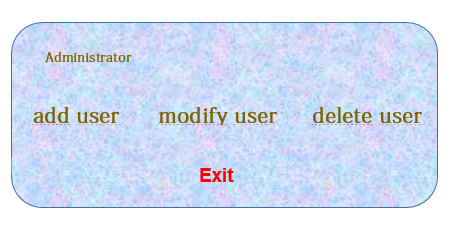 Administrator
add user modify user delete user
Exit